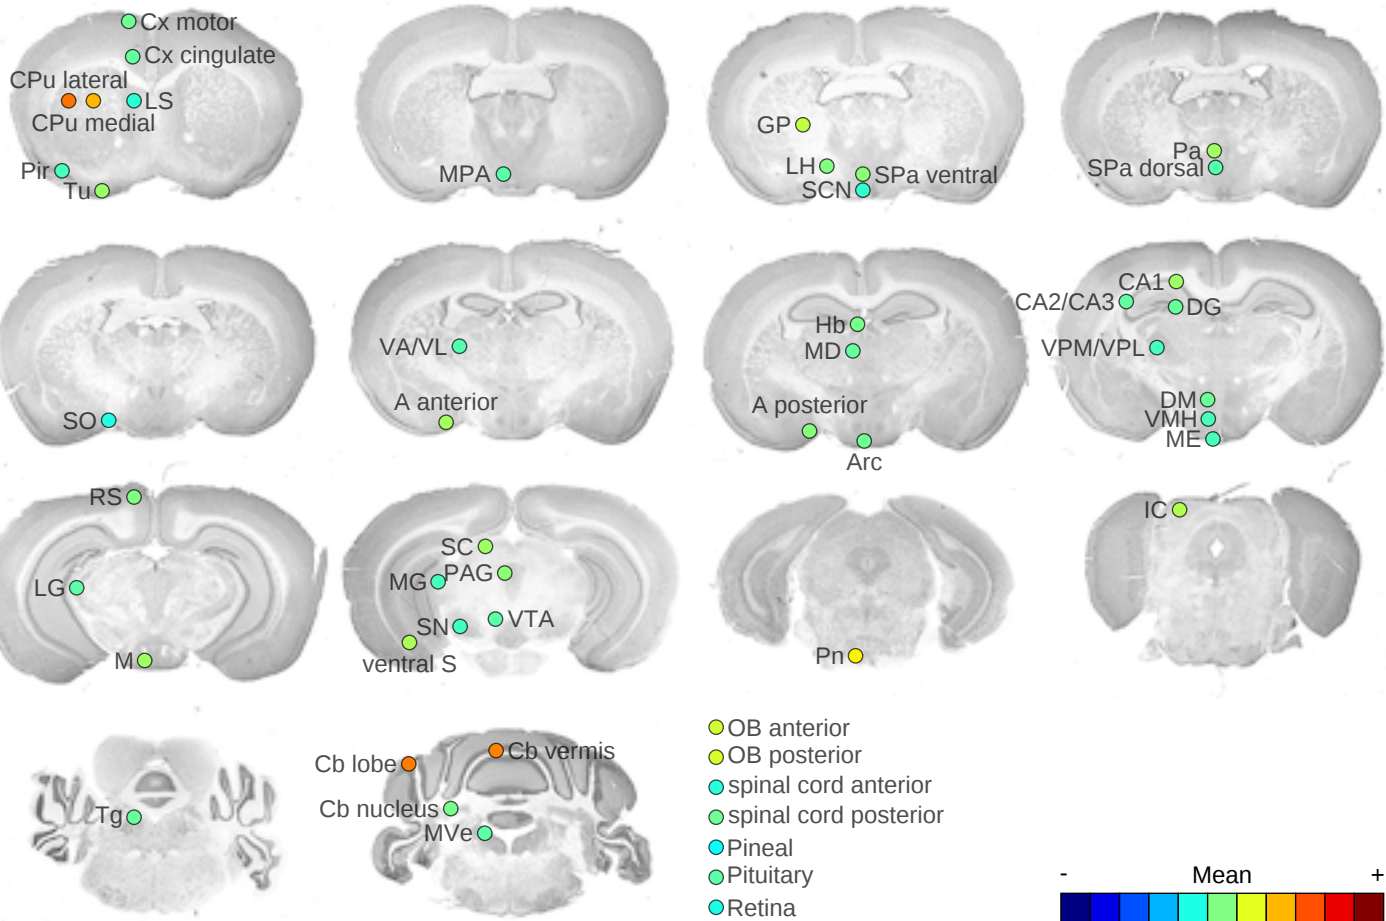 Cx motor
Cx cingulate
CPu lateral
LS
CPu medial
Pir
Tu
MPA
GP
LH
SPa ventral
SCN
Pa
SPa dorsal
SO
VA/VL
A anterior
Hb
MD
A posterior
Arc
CA1
CA2/CA3
DG
VPM/VPL
DM
VMH
ME
RS
LG
M
SC
PAG
MG
SN
VTA
ventral S
Pn
IC
Tg
Cb lobe
Cb vermis
Cb nucleus
MVe
OB anterior
OB posterior
spinal cord anterior
spinal cord posterior
Pineal
Pituitary
Retina
- Mean +